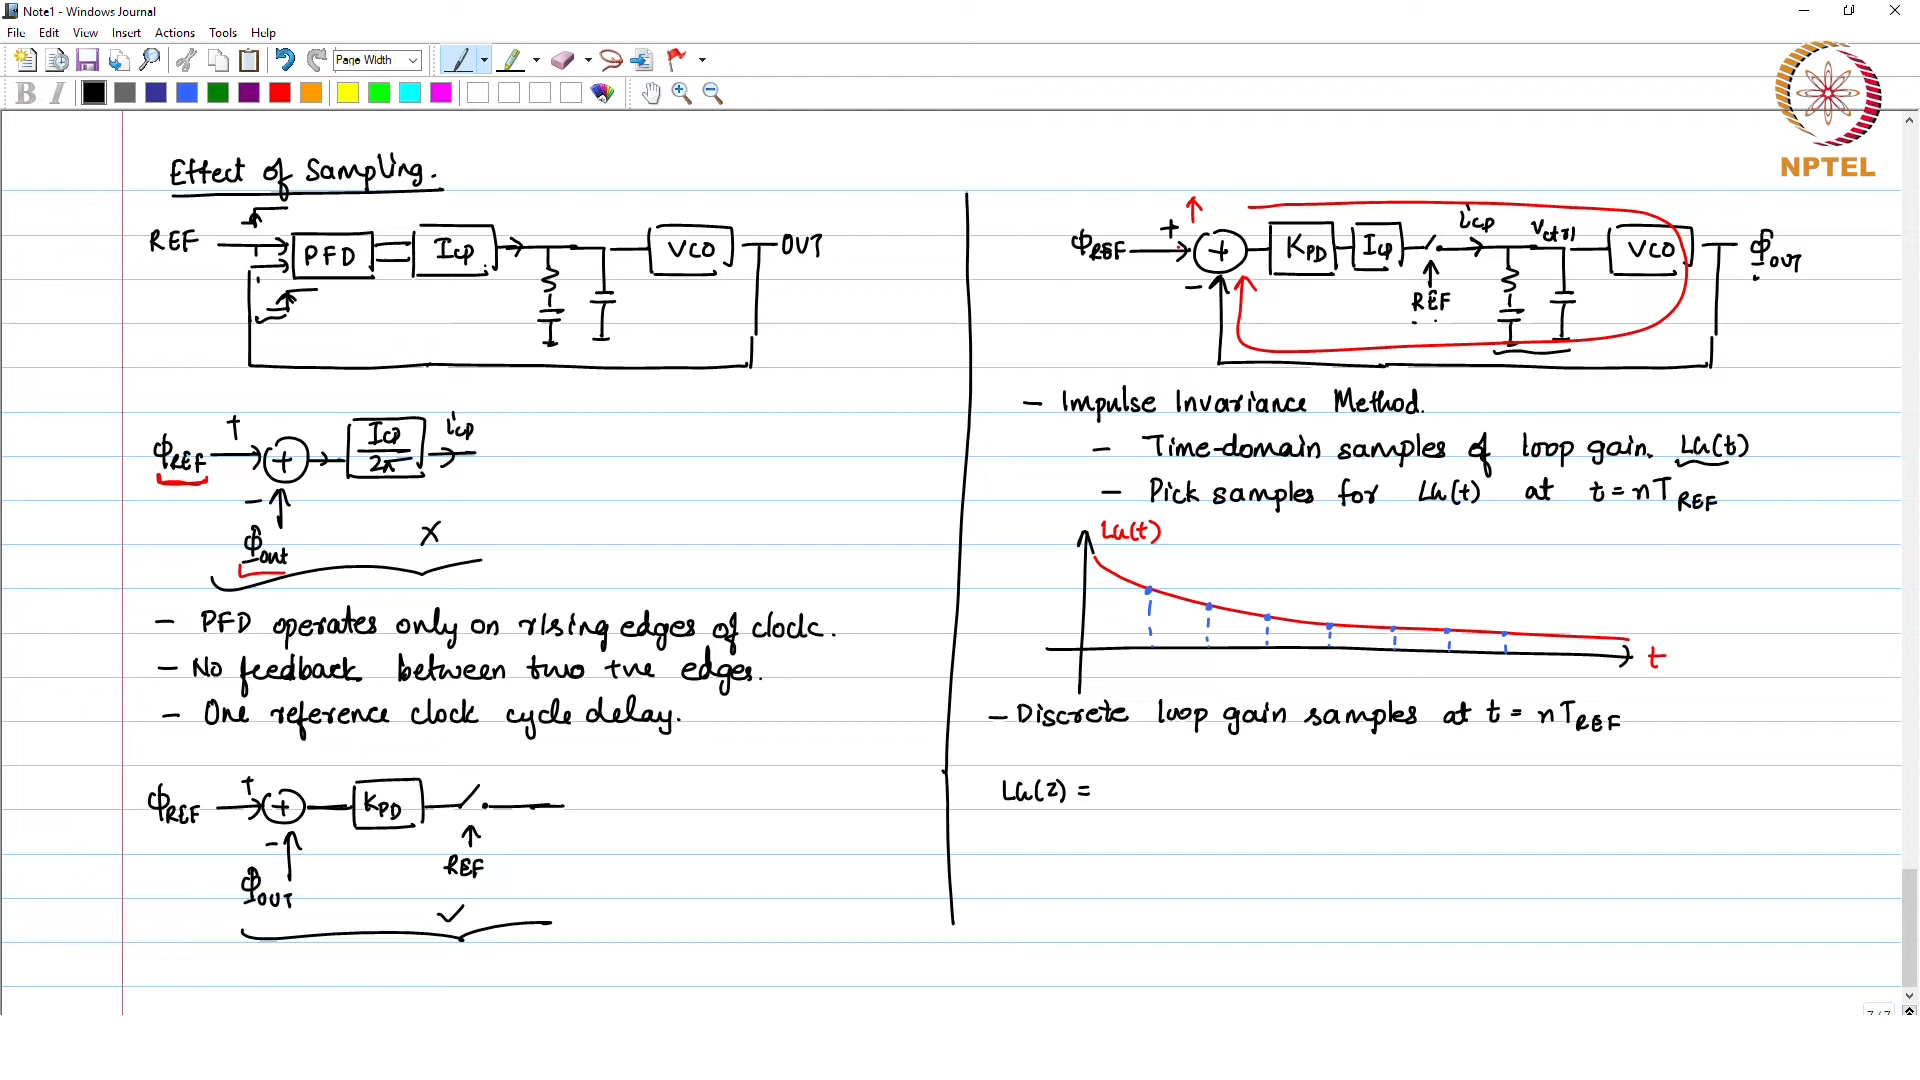 Note1 - Windows Journal
File Edit View Insert Actions Tools Help
Page Width
B I
NPTEL
Effect of Sampling.
REF PFD Icp VCO OUT
ΦREF + + Icp/2π icp
-
Φout X
- PFD operates only on rising edges of clock.
- No feedback between two +ve edges.
- One reference clock cycle delay.
ΦREF + + KPD
- REF
ΦOUT ✓
ΦREF + + KPD Icp icp Vctrl VCO ΦOUT
- REF
- Impulse Invariance Method.
- Time-domain samples of loop gain. LG(t)
- Pick samples for LG(t) at t = nTREF
LG(t)
t
- Discrete loop gain samples at t = nTREF
LG(z) =
7 / 7